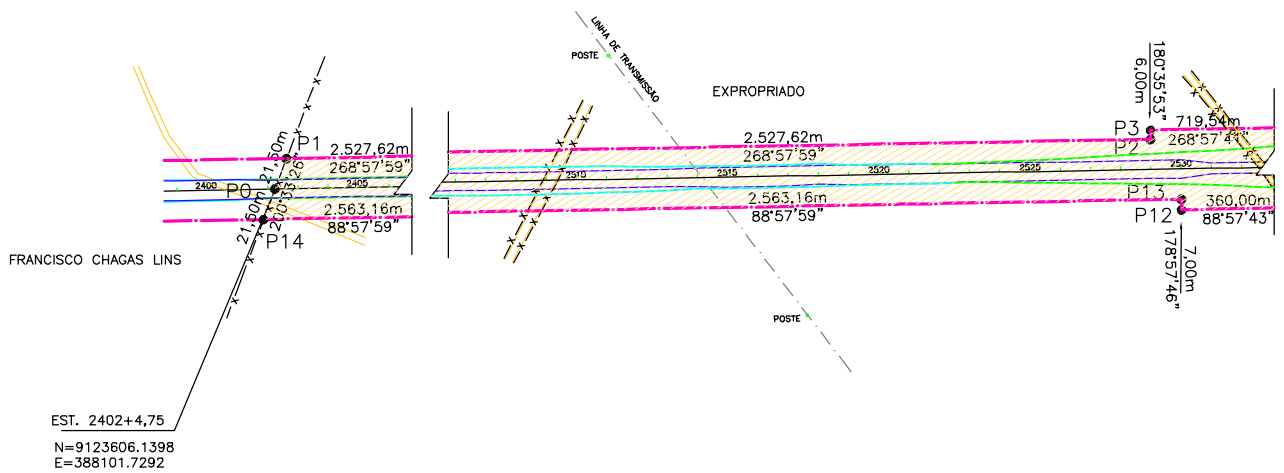 LINHA DE TRANSMISSÃO
POSTE
EXPROPRIADO
180°35'53"
6,00m
P3
P2
719,54m
268°57'47"
2.527,62m
268°57'59"
2.527,62m
268°57'59"
21,50m
P1
200°33'26"
P0
2400
2405
2510
2515
2520
2525
2530
21,50m
P14
2.563,16m
88°57'59"
2.563,16m
88°57'59"
P13
P12
360,00m
88°57'43"
7,00m
178°57'46"
FRANCISCO CHAGAS LINS
POSTE
EST. 2402+4,75
N=9123606.1398
E=388101.7292